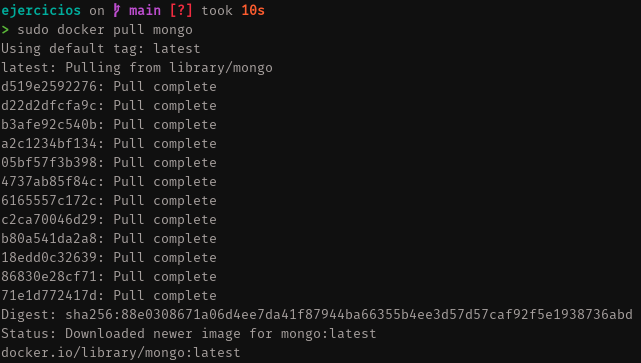 ejercicios on main [?] took 10s
> sudo docker pull mongo
Using default tag: latest
latest: Pulling from library/mongo
d519e2592276: Pull complete
d22d2dfcfa9c: Pull complete
b3afe92c540b: Pull complete
a2c1234bf134: Pull complete
05bf57f3b398: Pull complete
4737ab85f84c: Pull complete
6165557c172c: Pull complete
c2ca70046d29: Pull complete
b80a541da2a8: Pull complete
18edd0c32639: Pull complete
86830e28cf71: Pull complete
71e1d772417d: Pull complete
Digest: sha256:88e0308671a06d4ee7da41f87944ba66355b4ee3d57d57caf92f5e1938736abd
Status: Downloaded newer image for mongo:latest
docker.io/library/mongo:latest